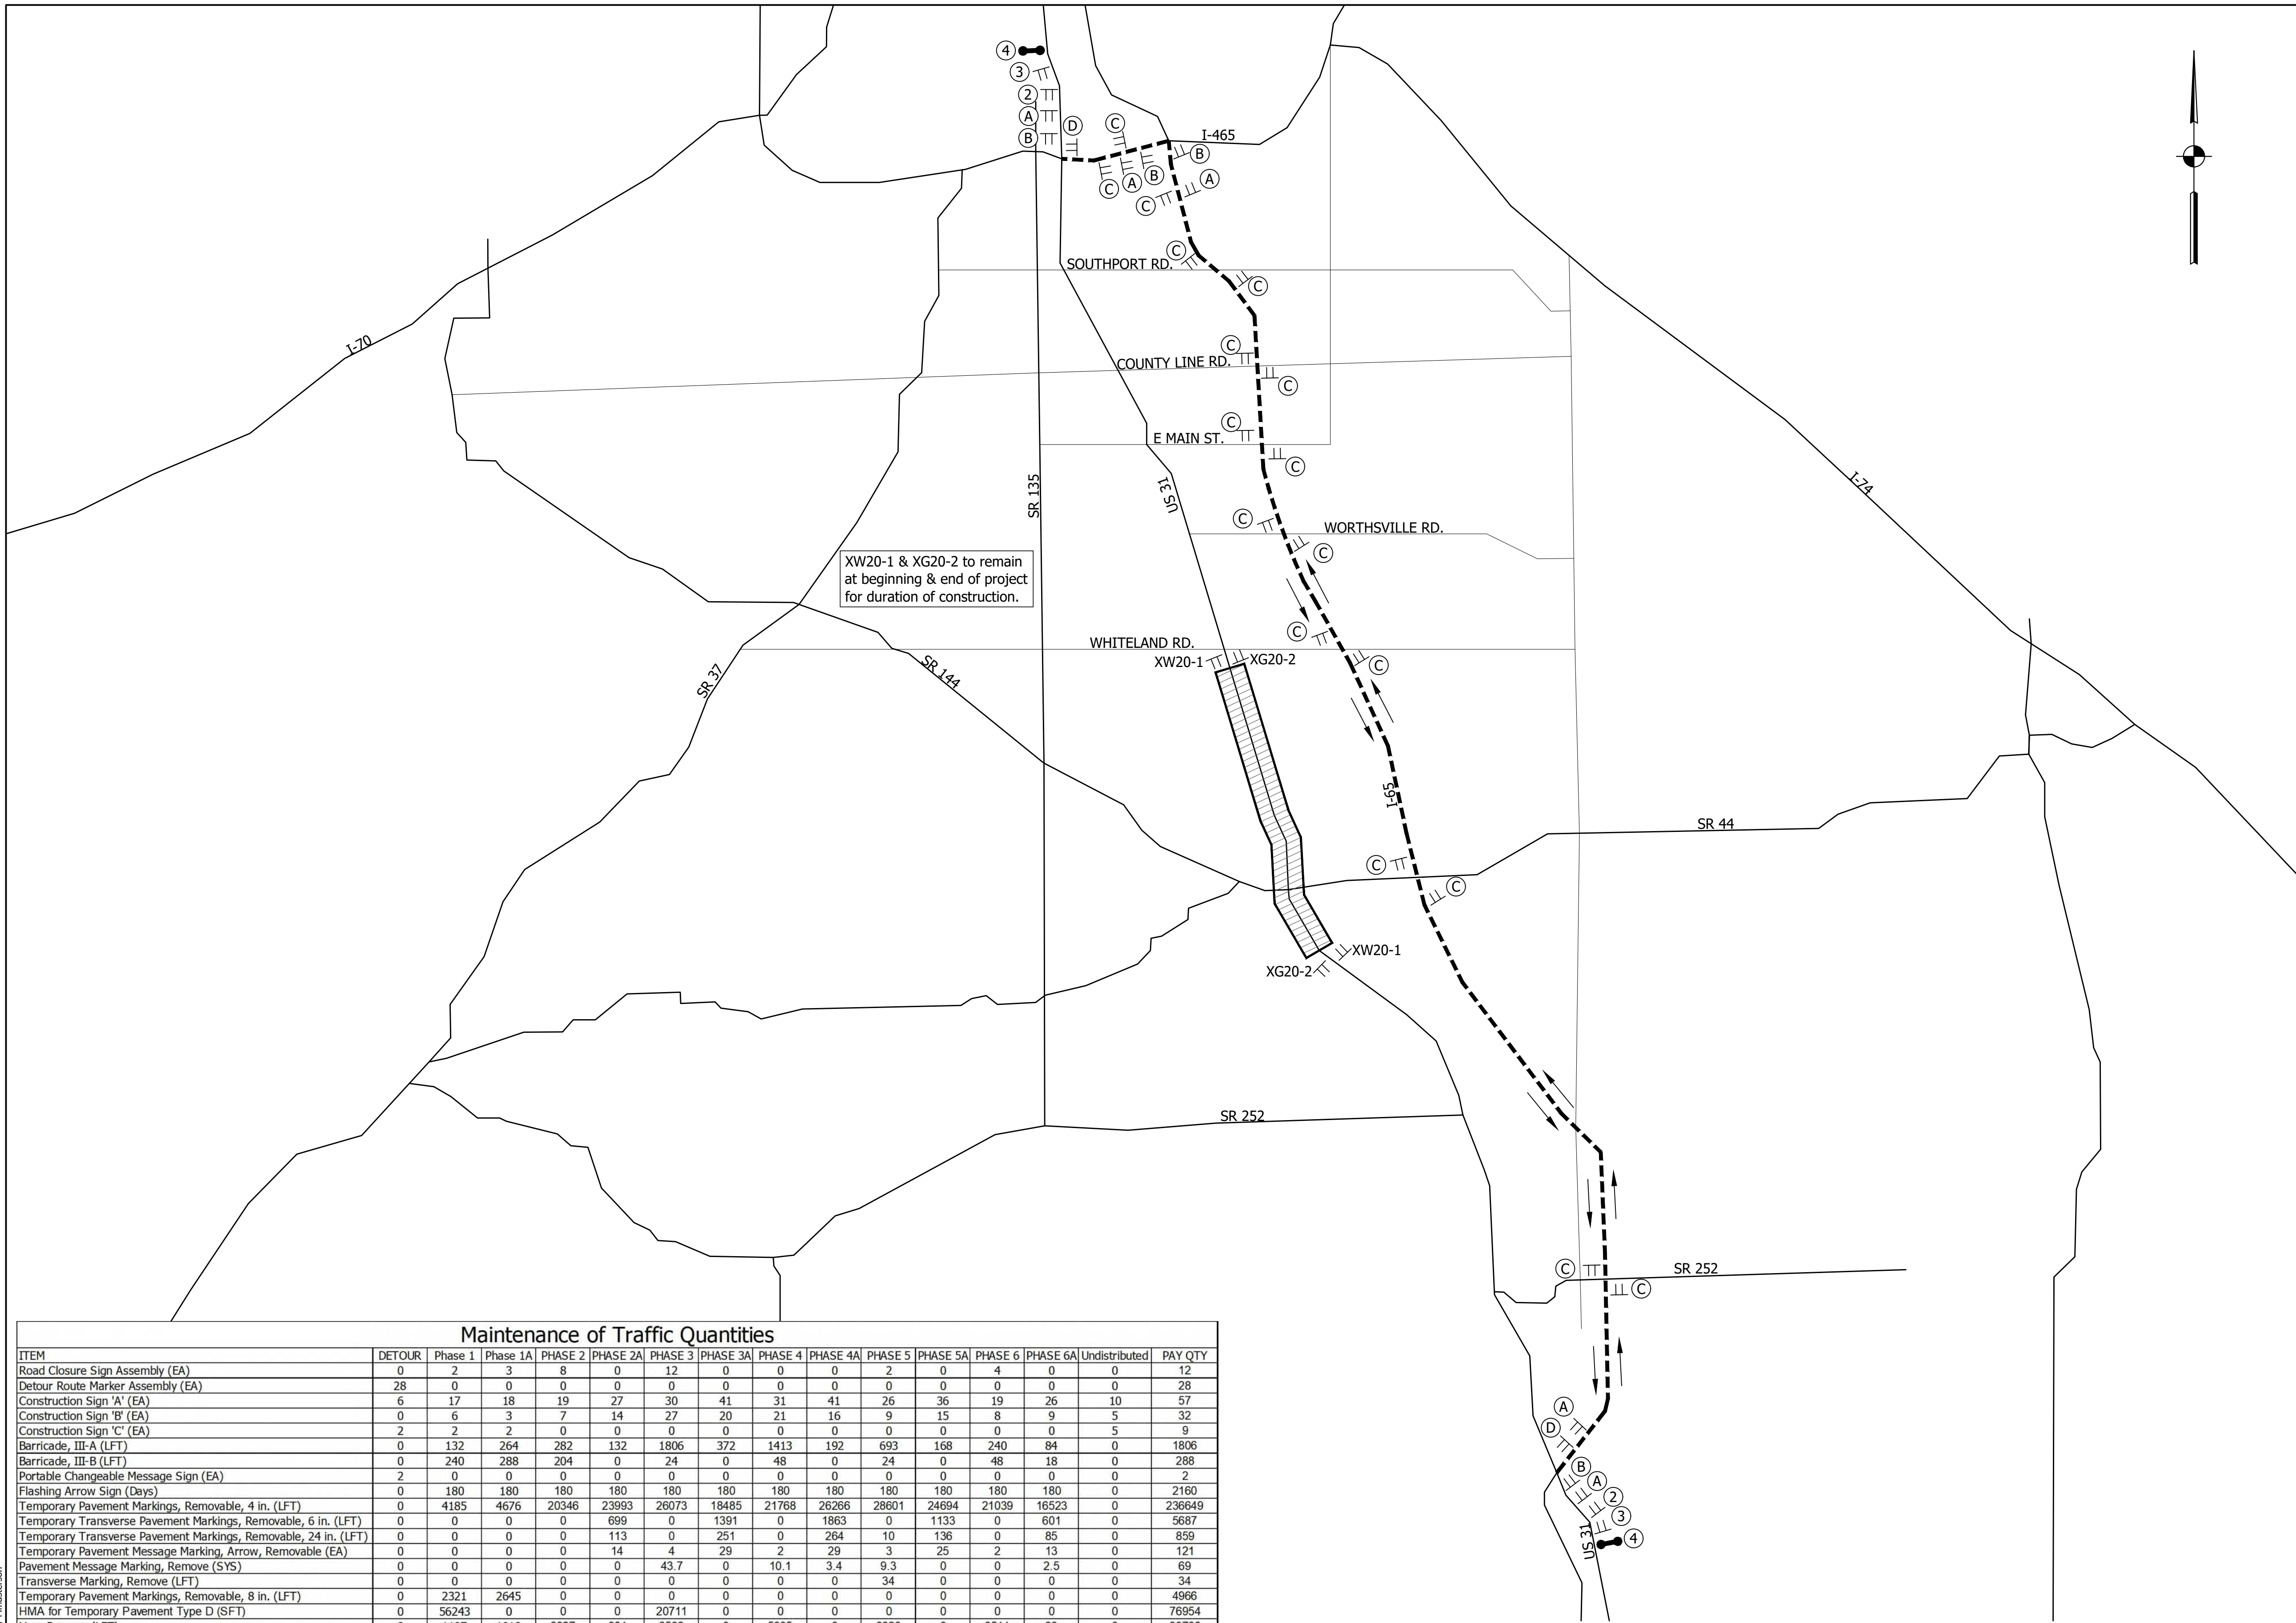 4
3
2
A
B
D
C
I-465
B
C
A
B
A
C
C
SOUTHPORT RD.
C
I-70
C
COUNTY LINE RD.
C
C
E MAIN ST.
C
I-74
SR 135
US 31
C
WORTHSVILLE RD.
C
XW20-1 & XG20-2 to remain
at beginning & end of project
for duration of construction.
C
WHITELAND RD.
XW20-1
XG20-2
C
SR 37
SR 144
I-65
SR 44
C
C
XW20-1
XG20-2
SR 252
C
SR 252
C
A
D
B
A
2
3
4
US 31
Maintenance of Traffic Quantities
ITEM DETOUR Phase 1 Phase 1A PHASE 2 PHASE 2A PHASE 3 PHASE 3A PHASE 4 PHASE 4A PHASE 5 PHASE 5A PHASE 6 PHASE 6A Undistributed PAY QTY
Road Closure Sign Assembly (EA) 0 2 3 8 0 12 0 0 0 2 0 4 0 0 12
Detour Route Marker Assembly (EA) 28 0 0 0 0 0 0 0 0 0 0 0 0 0 28
Construction Sign 'A' (EA) 6 17 18 19 27 30 41 31 41 26 36 19 26 10 57
Construction Sign 'B' (EA) 0 6 3 7 14 27 20 21 16 9 15 8 9 5 32
Construction Sign 'C' (EA) 2 2 2 0 0 0 0 0 0 0 0 0 0 5 9
Barricade, III-A (LFT) 0 132 264 282 132 1806 372 1413 192 693 168 240 84 0 1806
Barricade, III-B (LFT) 0 240 288 204 0 24 0 48 0 24 0 48 18 0 288
Portable Changeable Message Sign (EA) 2 0 0 0 0 0 0 0 0 0 0 0 0 0 2
Flashing Arrow Sign (Days) 0 180 180 180 180 180 180 180 180 180 180 180 180 0 2160
Temporary Pavement Markings, Removable, 4 in. (LFT) 0 4185 4676 20346 23993 26073 18485 21768 26266 28601 24694 21039 16523 0 236649
Temporary Transverse Pavement Markings, Removable, 6 in. (LFT) 0 0 0 0 699 0 1391 0 1863 0 1133 0 601 0 5687
Temporary Transverse Pavement Markings, Removable, 24 in. (LFT) 0 0 0 0 113 0 251 0 264 10 136 0 85 0 859
Temporary Pavement Message Marking, Arrow, Removable (EA) 0 0 0 0 14 4 29 2 29 3 25 2 13 0 121
Pavement Message Marking, Remove (SYS) 0 0 0 0 0 43.7 0 10.1 3.4 9.3 0 0 2.5 0 69
Transverse Marking, Remove (LFT) 0 0 0 0 0 0 0 0 0 34 0 0 0 0 34
Temporary Pavement Markings, Removable, 8 in. (LFT) 0 2321 2645 0 0 0 0 0 0 0 0 0 0 0 4966
HMA for Temporary Pavement Type D (SFT) 0 56243 0 0 0 20711 0 0 0 0 0 0 0 0 76954